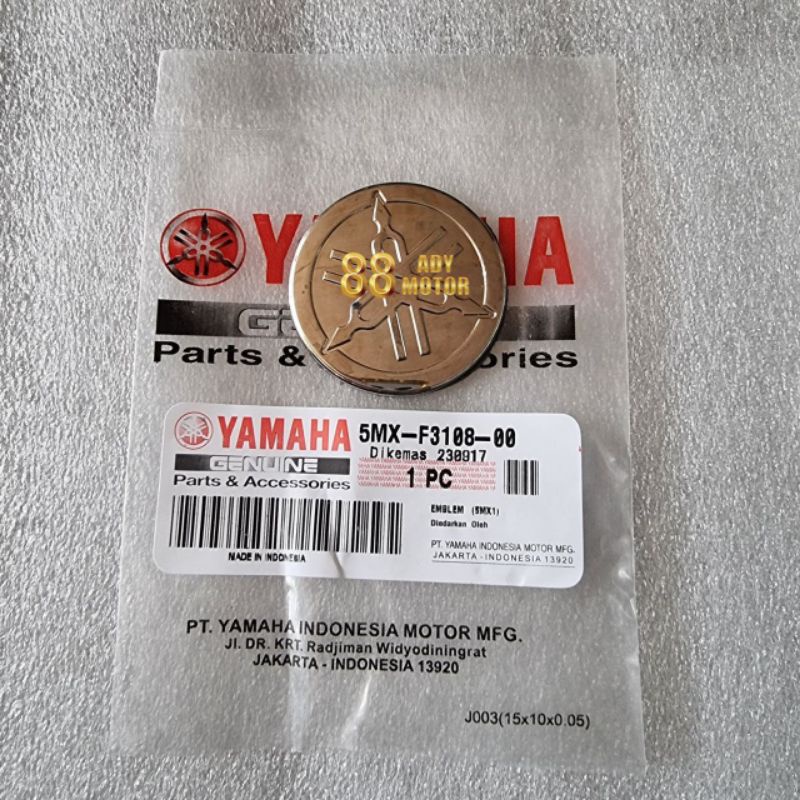 YAMAHA
88 ADY MOTOR
GENUINE
Parts & Accessories
YAMAHA 5MX-F3108-00
GENUINE
Dikemas 230917
Parts & Accessories
1 PC
EMBLEM (5MX1)
Diedarkan Oleh
MADE IN INDONESIA
PT. YAMAHA INDONESIA MOTOR MFG.
JAKARTA - INDONESIA 13920
PT. YAMAHA INDONESIA MOTOR MFG.
Jl. DR. KRT. Radjiman Widyodiningrat
JAKARTA - INDONESIA 13920
J003(15x10x0.05)